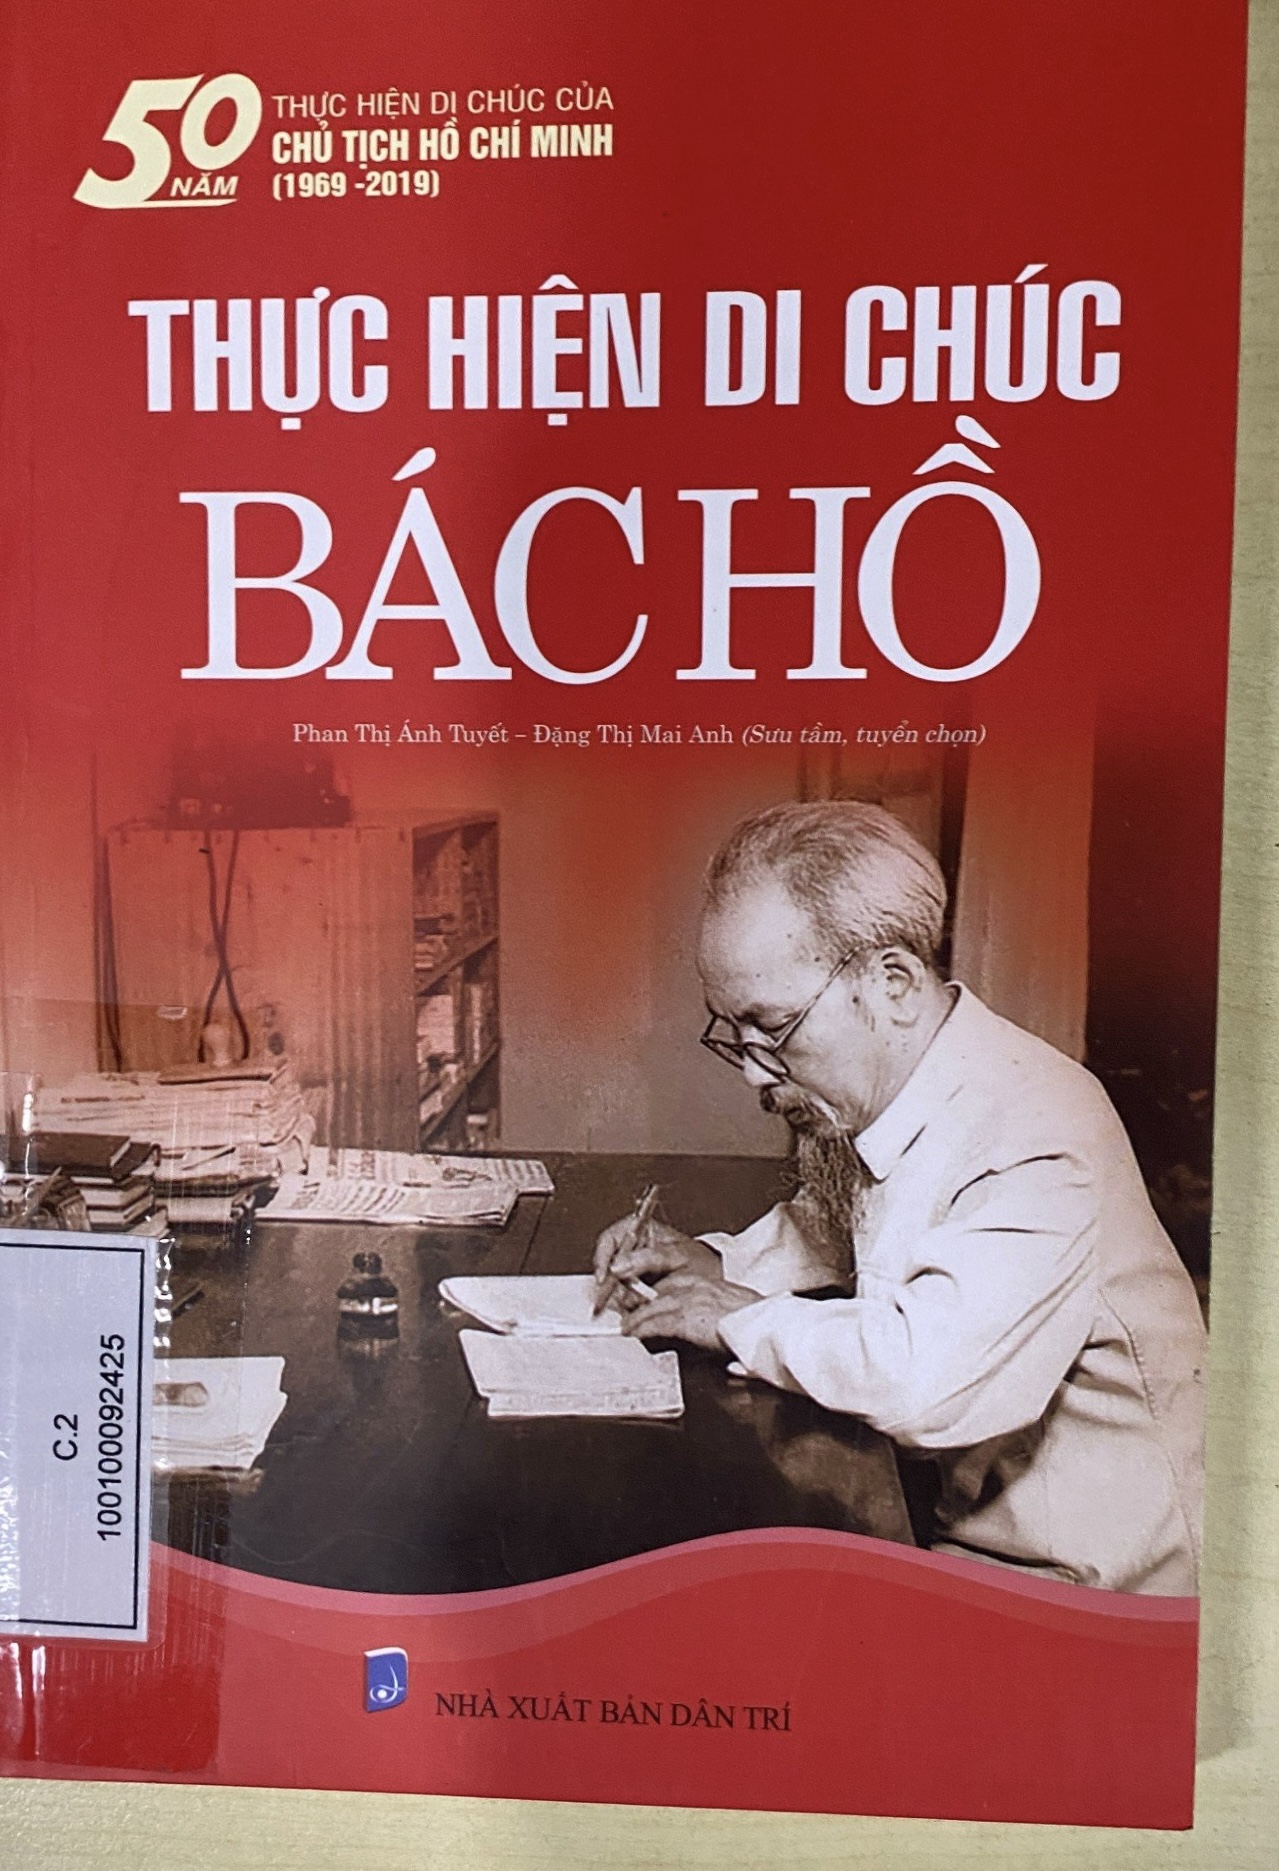 50 NĂM
THỰC HIỆN DI CHÚC CỦA
CHỦ TỊCH HỒ CHÍ MINH
(1969 -2019)
THỰC HIỆN DI CHÚC
BÁC HỒ
Phan Thị Ánh Tuyết – Đặng Thị Mai Anh (Sưu tầm, tuyển chọn)
C.2
100100092425
NHÀ XUẤT BẢN DÂN TRÍ